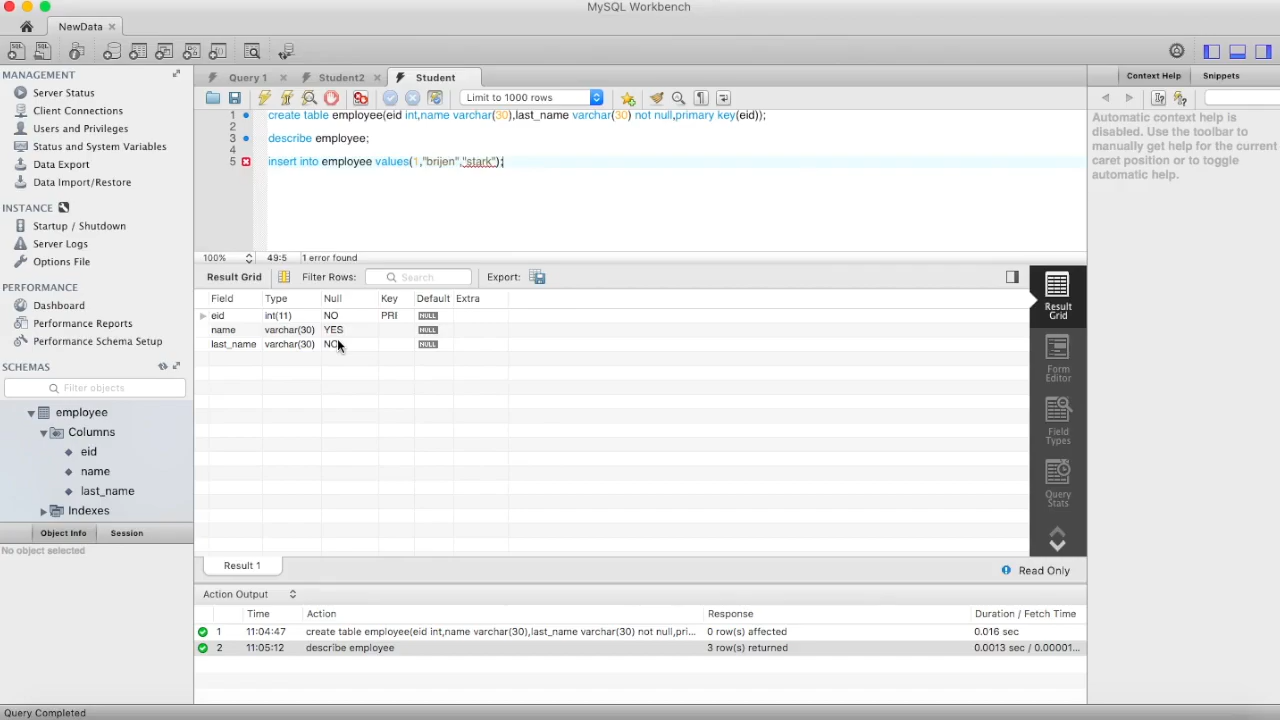 MySQL Workbench
NewData
MANAGEMENT
Server Status
Client Connections
Users and Privileges
Status and System Variables
Data Export
Data Import/Restore
INSTANCE
Startup / Shutdown
Server Logs
Options File
PERFORMANCE
Dashboard
Performance Reports
Performance Schema Setup
SCHEMAS
Filter objects
employee
Columns
eid
name
last_name
Indexes
Object Info Session
No object selected
Query 1 Student2 Student
Limit to 1000 rows
1 create table employee(eid int,name varchar(30),last_name varchar(30) not null,primary key(eid));
2
3 describe employee;
4
5 insert into employee values(1,"brijen","stark");
100% 49:5 1 error found
Result Grid Filter Rows: Search Export:
Field Type Null Key Default Extra
eid int(11) NO PRI NULL
name varchar(30) YES NULL
last_name varchar(30) NO NULL
Result Grid
Form Editor
Field Types
Query Stats
Result 1
Read Only
Action Output
Time Action Response Duration / Fetch Time
1 11:04:47 create table employee(eid int,name varchar(30),last_name varchar(30) not null,pri... 0 row(s) affected 0.016 sec
2 11:05:12 describe employee 3 row(s) returned 0.0013 sec / 0.00001...
Context Help Snippets
Automatic context help is
disabled. Use the toolbar to
manually get help for the current
caret position or to toggle
automatic help.
Query Completed